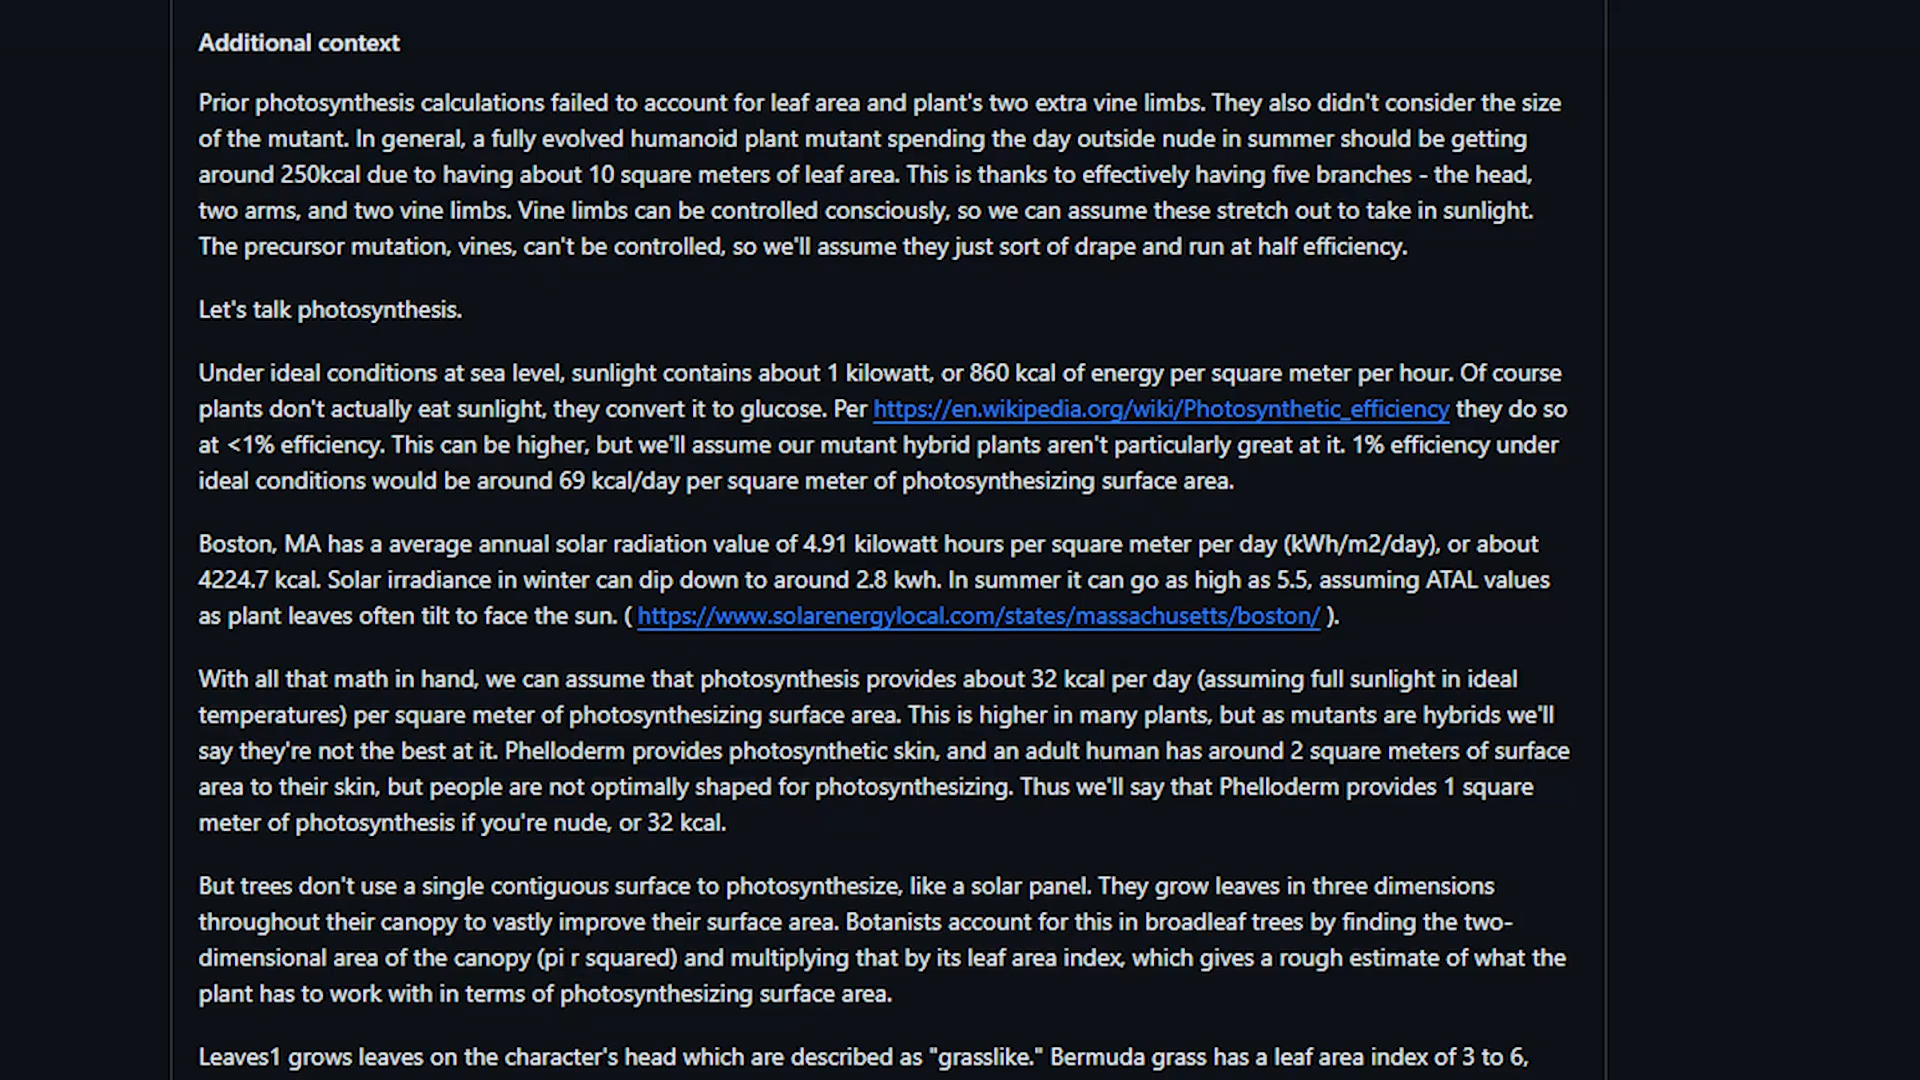 Additional context
Prior photosynthesis calculations failed to account for leaf area and plant's two extra vine limbs. They also didn't consider the size
of the mutant. In general, a fully evolved humanoid plant mutant spending the day outside nude in summer should be getting
around 250kcal due to having about 10 square meters of leaf area. This is thanks to effectively having five branches - the head,
two arms, and two vine limbs. Vine limbs can be controlled consciously, so we can assume these stretch out to take in sunlight.
The precursor mutation, vines, can't be controlled, so we'll assume they just sort of drape and run at half efficiency.
Let's talk photosynthesis.
Under ideal conditions at sea level, sunlight contains about 1 kilowatt, or 860 kcal of energy per square meter per hour. Of course
plants don't actually eat sunlight, they convert it to glucose. Per https://en.wikipedia.org/wiki/Photosynthetic_efficiency they do so
at <1% efficiency. This can be higher, but we'll assume our mutant hybrid plants aren't particularly great at it. 1% efficiency under
ideal conditions would be around 69 kcal/day per square meter of photosynthesizing surface area.
Boston, MA has a average annual solar radiation value of 4.91 kilowatt hours per square meter per day (kWh/m2/day), or about
4224.7 kcal. Solar irradiance in winter can dip down to around 2.8 kwh. In summer it can go as high as 5.5, assuming ATAL values
as plant leaves often tilt to face the sun. ( https://www.solarenergylocal.com/states/massachusetts/boston/ ).
With all that math in hand, we can assume that photosynthesis provides about 32 kcal per day (assuming full sunlight in ideal
temperatures) per square meter of photosynthesizing surface area. This is higher in many plants, but as mutants are hybrids we'll
say they're not the best at it. Phelloderm provides photosynthetic skin, and an adult human has around 2 square meters of surface
area to their skin, but people are not optimally shaped for photosynthesizing. Thus we'll say that Phelloderm provides 1 square
meter of photosynthesis if you're nude, or 32 kcal.
But trees don't use a single contiguous surface to photosynthesize, like a solar panel. They grow leaves in three dimensions
throughout their canopy to vastly improve their surface area. Botanists account for this in broadleaf trees by finding the two-
dimensional area of the canopy (pi r squared) and multiplying that by its leaf area index, which gives a rough estimate of what the
plant has to work with in terms of photosynthesizing surface area.
Leaves1 grows leaves on the character's head which are described as "grasslike." Bermuda grass has a leaf area index of 3 to 6,